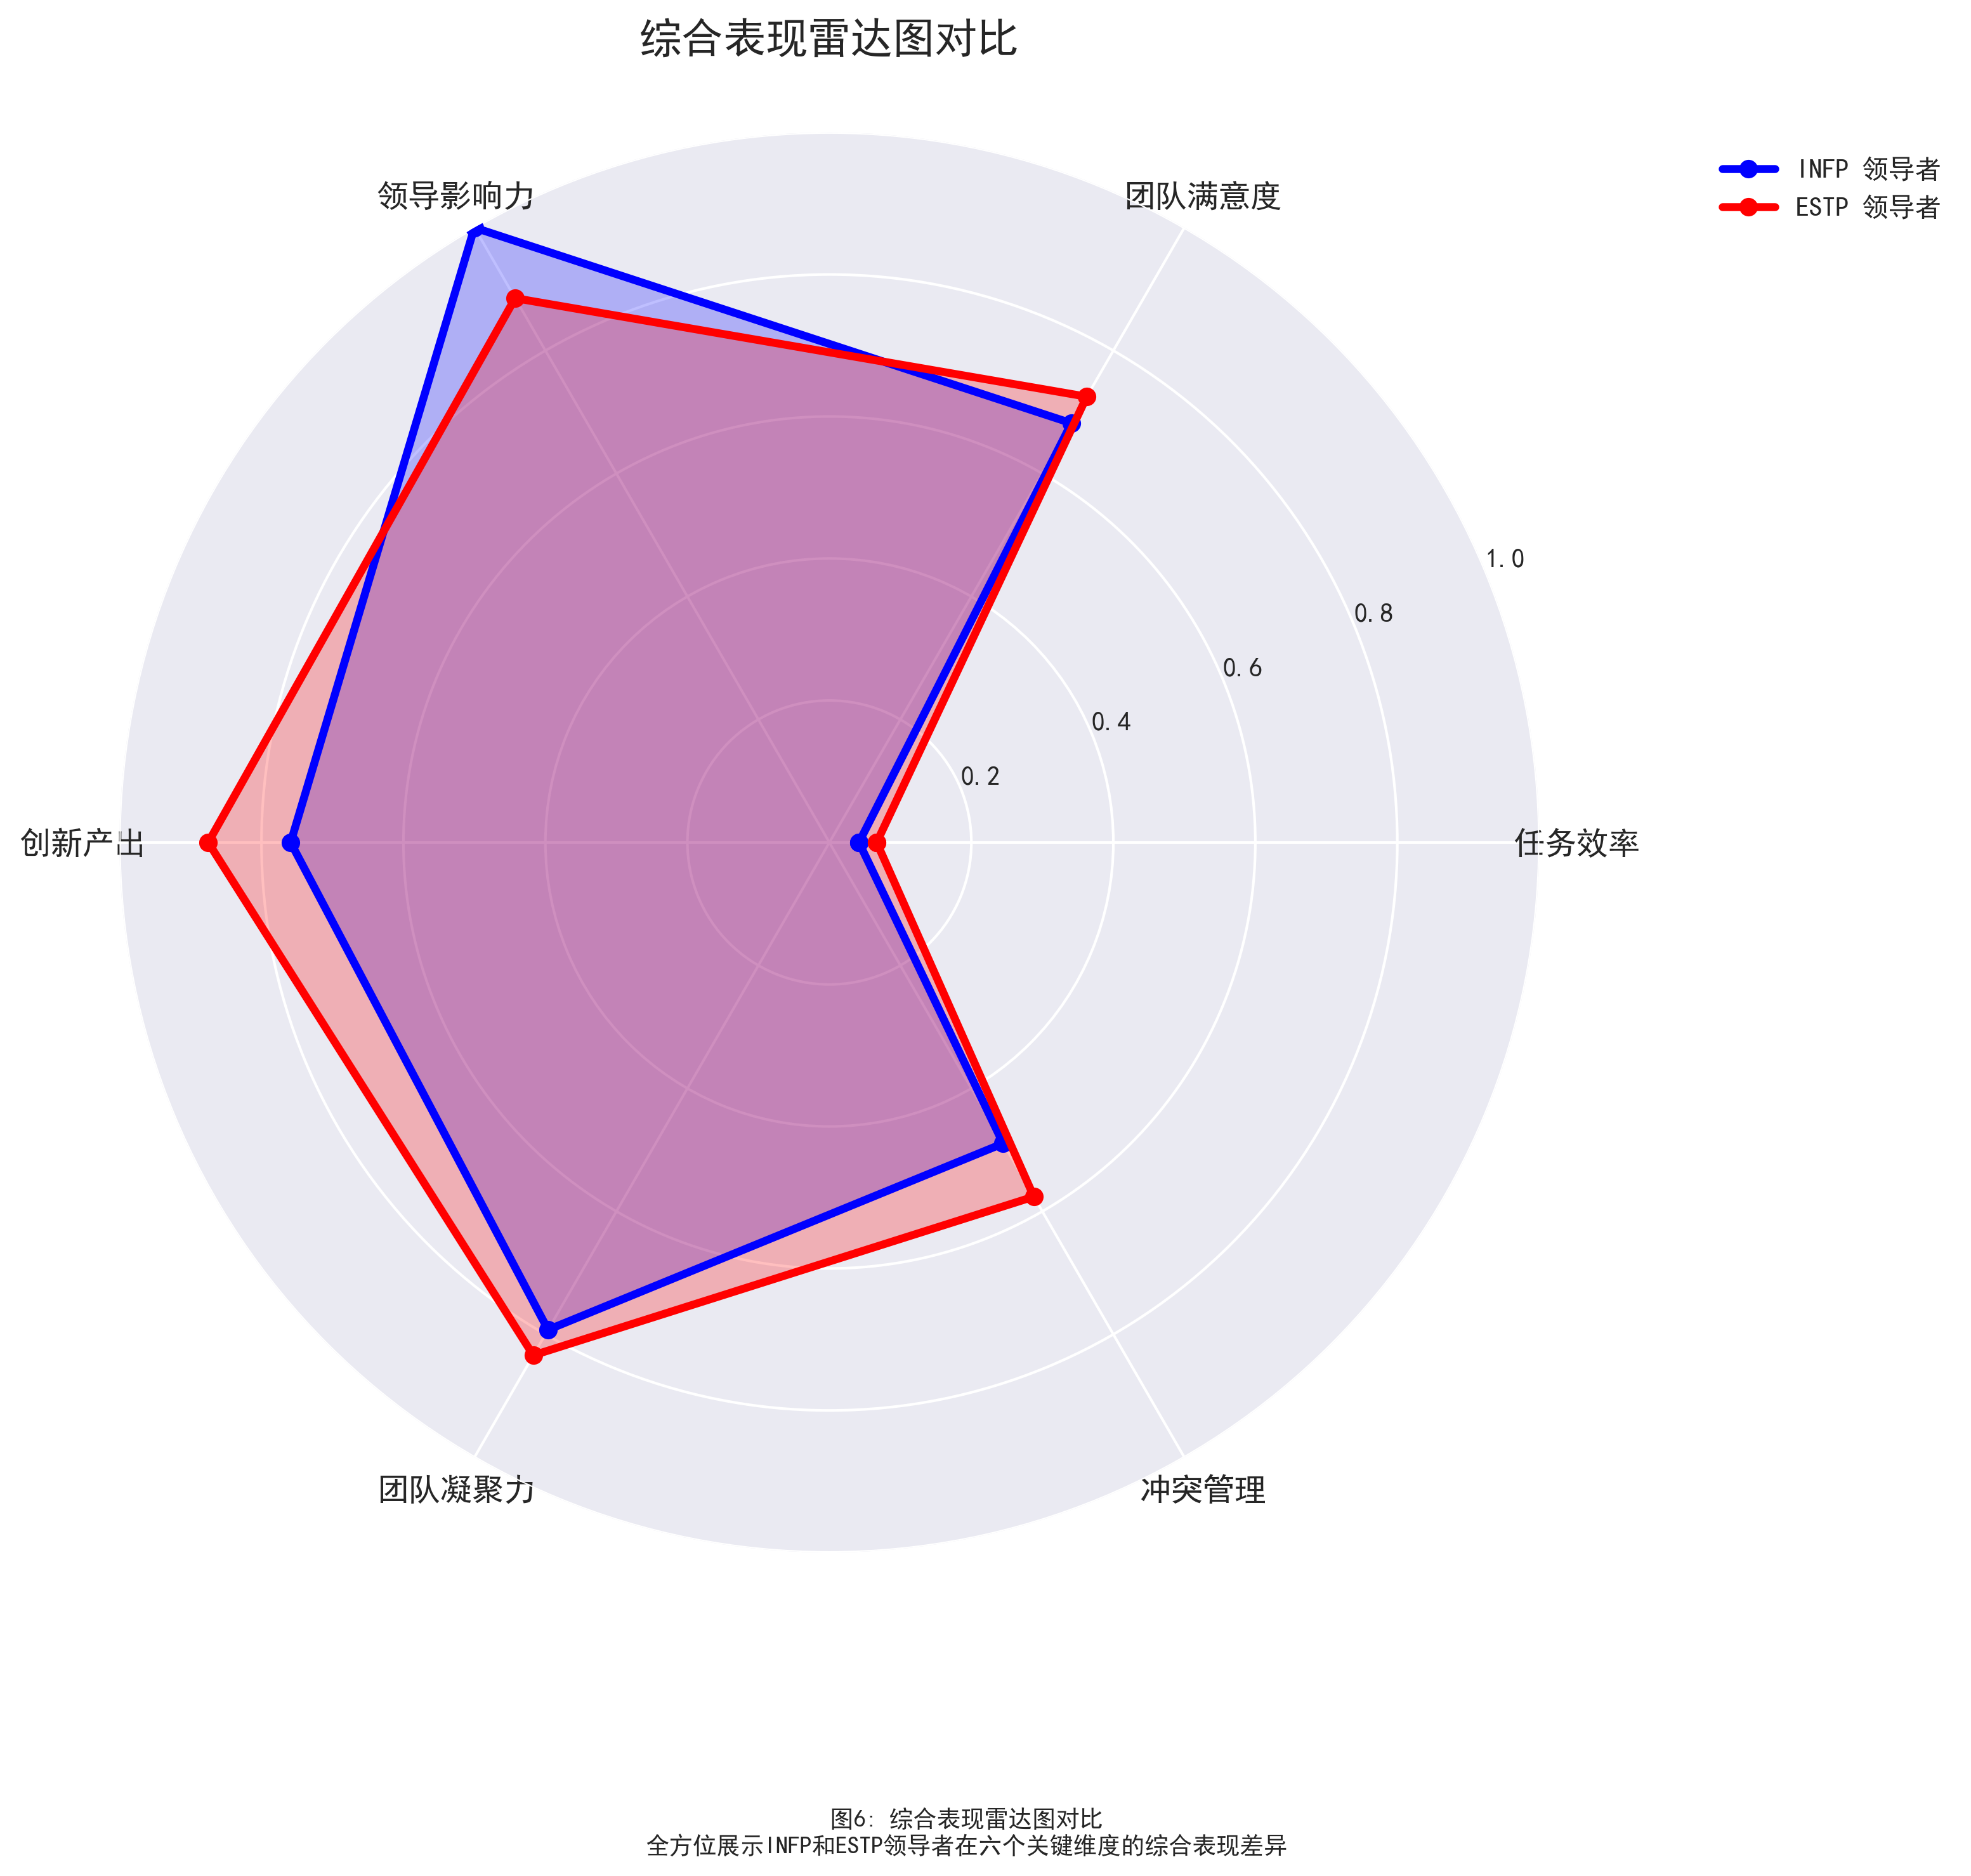 综合表现雷达图对比
INFP 领导者
ESTP 领导者
领导影响力
团队满意度
1.0
0.8
0.6
0.4
0.2
创新产出
任务效率
团队凝聚力
冲突管理
图6: 综合表现雷达图对比
全方位展示INFP和ESTP领导者在六个关键维度的综合表现差异